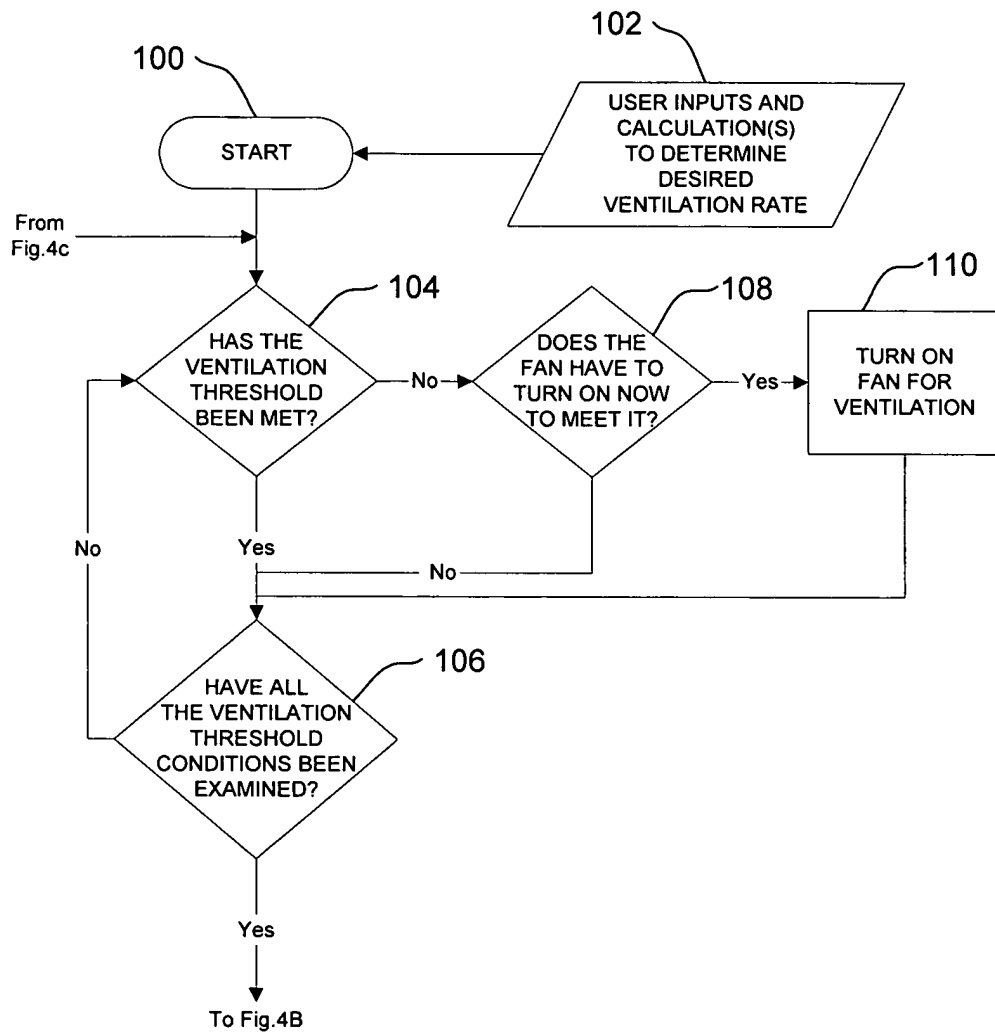 100
102
START
USER INPUTS AND
CALCULATION(S)
TO DETERMINE
DESIRED
VENTILATION RATE
From
Fig.4c
104
108
110
HAS THE
VENTILATION
THRESHOLD
BEEN MET?
No
DOES THE
FAN HAVE TO
TURN ON NOW
TO MEET IT?
Yes
TURN ON
FAN FOR
VENTILATION
No
Yes
No
106
HAVE ALL
THE VENTILATION
THRESHOLD
CONDITIONS BEEN
EXAMINED?
Yes
To Fig.4B